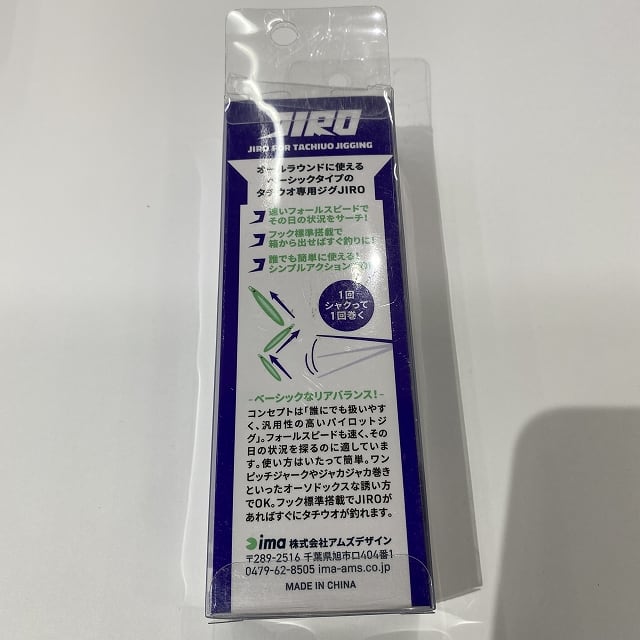 JIRO
JIRO FOR TACHIUO JIGGING
オールラウンドに使える
ベーシックタイプの
タチウオ専用ジグJIRO
速いフォールスピードで
その日の状況をサーチ!
フック標準搭載で
箱から出せばすぐ釣りに!
誰でも簡単に使える!
シンプルアクション
1回
シャクって
1回巻く
-ベーシックなリアバランス!-
コンセプトは「誰にでも扱いやす
く、汎用性の高いパイロットジ
グ」。フォールスピードも速く、その
日の状況を探るのに適していま
す。使い方はいたって簡単。ワン
ピッチジャークやジャカジャカ巻き
といったオーソドックスな誘い方
でOK。フック標準搭載でJIROが
あればすぐにタチウオが釣れます。
ima 株式会社アムズデザイン
〒289-2516 千葉県旭市ロ404番1
0479-62-8505 ima-ams.co.jp
MADE IN CHINA